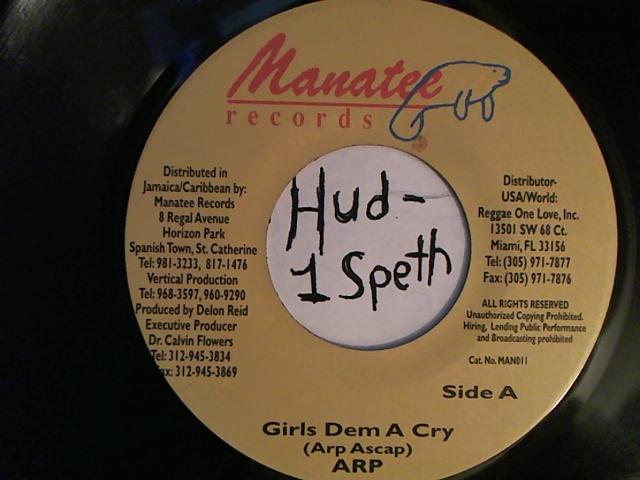 Manatee
records
Distributed in
Jamaica/Caribbean by:
Manatee Records
8 Regal Avenue
Horizon Park
Spanish Town, St. Catherine
Tel: 981-3233, 817-1476
Vertical Production
Tel: 968-3597, 960-9290
Produced by Delon Reid
Executive Producer
Dr. Calvin Flowers
Tel: 312-945-3834
ax: 312-945-3869
Hud-
1 Speth
Distributor-
USA/World:
Reggae One Love, Inc.
13501 SW 68 Ct.
Miami, FL 33156
Tel: (305) 971-7877
Fax: (305) 971-7876
ALL RIGHTS RESERVED
Unauthorized Copying Prohibited.
Hiring, Lending Public Performance
and Broadcasting prohibited
Cat. No. MAN011
Side A
Girls Dem A Cry
(Arp Ascap)
ARP